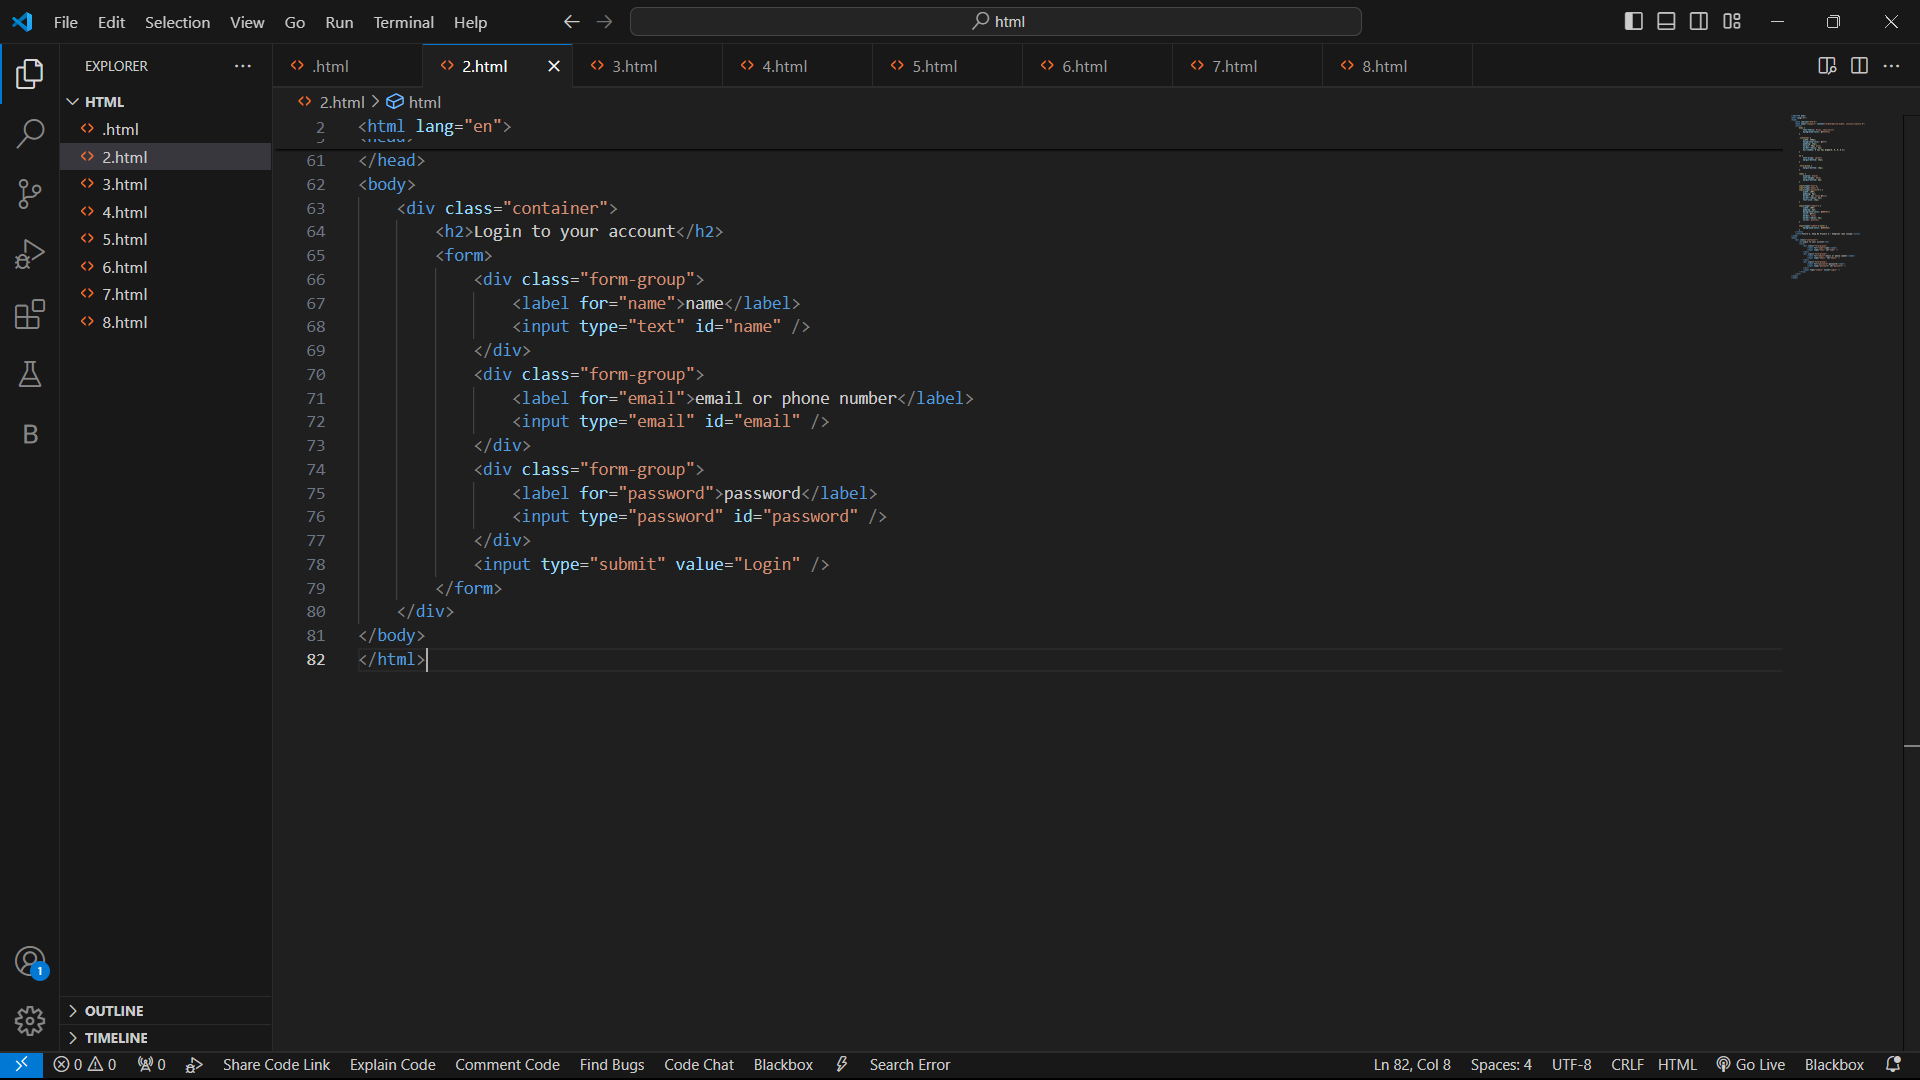 File Edit Selection View Go Run Terminal Help
html
EXPLORER
HTML
.html
2.html
3.html
4.html
5.html
6.html
7.html
8.html
OUTLINE
TIMELINE
.html 2.html 3.html 4.html 5.html 6.html 7.html 8.html
2.html > html
2 <html lang="en">
61 </head>
62 <body>
63 <div class="container">
64 <h2>Login to your account</h2>
65 <form>
66 <div class="form-group">
67 <label for="name">name</label>
68 <input type="text" id="name" />
69 </div>
70 <div class="form-group">
71 <label for="email">email or phone number</label>
72 <input type="email" id="email" />
73 </div>
74 <div class="form-group">
75 <label for="password">password</label>
76 <input type="password" id="password" />
77 </div>
78 <input type="submit" value="Login" />
79 </form>
80 </div>
81 </body>
82 </html>
B
1
0 0 0 Share Code Link Explain Code Comment Code Find Bugs Code Chat Blackbox Search Error Ln 82, Col 8 Spaces: 4 UTF-8 CRLF HTML Go Live Blackbox